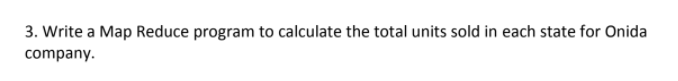 3. Write a Map Reduce program to calculate the total units sold in each state for Onida
company.